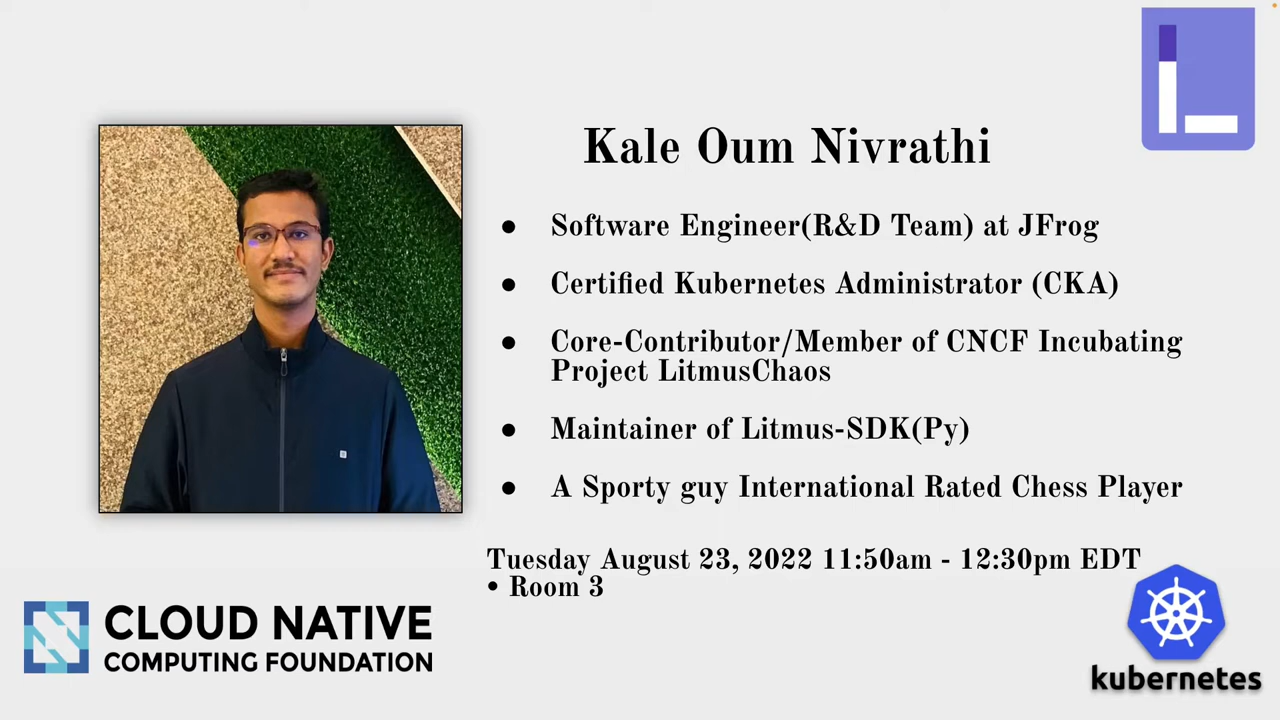 Kale Oum Nivrathi
● Software Engineer(R&D Team) at JFrog
● Certified Kubernetes Administrator (CKA)
● Core-Contributor/Member of CNCF Incubating
Project LitmusChaos
● Maintainer of Litmus-SDK(Py)
● A Sporty guy International Rated Chess Player
Tuesday August 23, 2022 11:50am - 12:30pm EDT
• Room 3
CLOUD NATIVE
COMPUTING FOUNDATION
kubernetes